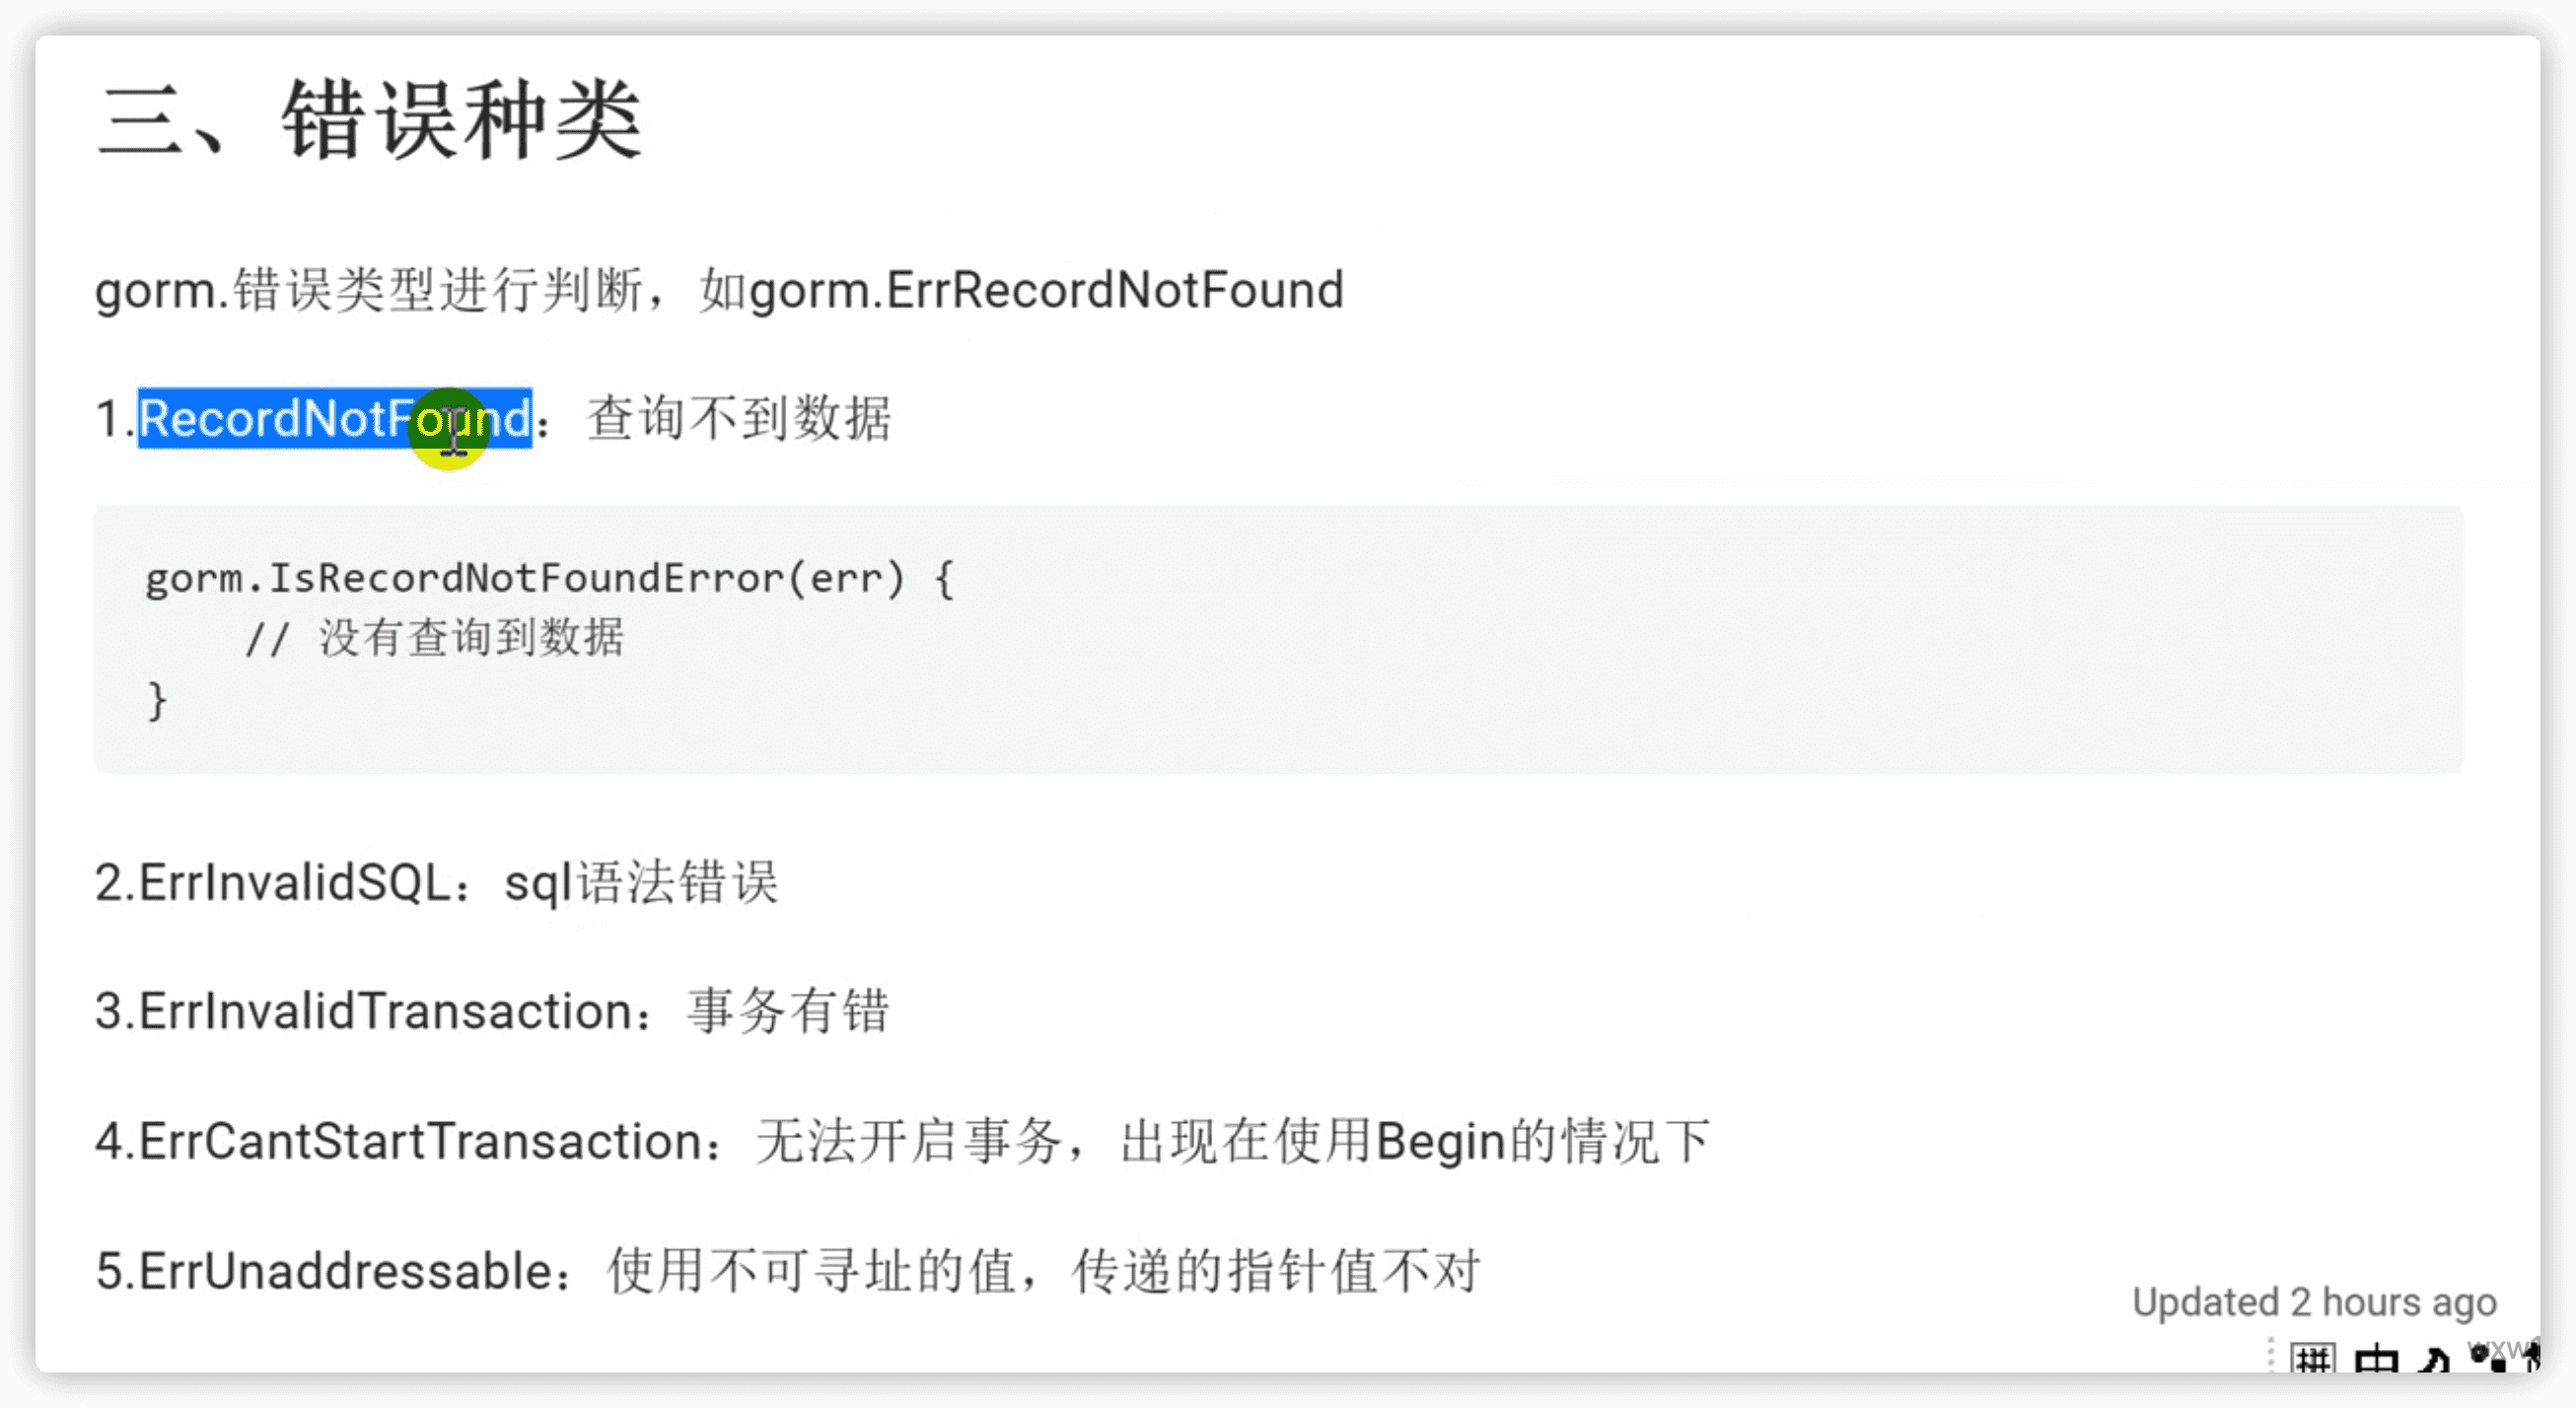 三、错误种类
gorm.错误类型进行判断，如gorm.ErrRecordNotFound
1.RecordNotFound：查询不到数据
gorm.IsRecordNotFoundError(err) {
// 没有查询到数据
}
2.ErrInvalidSQL：sql语法错误
3.ErrInvalidTransaction：事务有错
4.ErrCantStartTransaction：无法开启事务，出现在使用Begin的情况下
5.ErrUnaddressable：使用不可寻址的值，传递的指针值不对
Updated 2 hours ago
拼 中